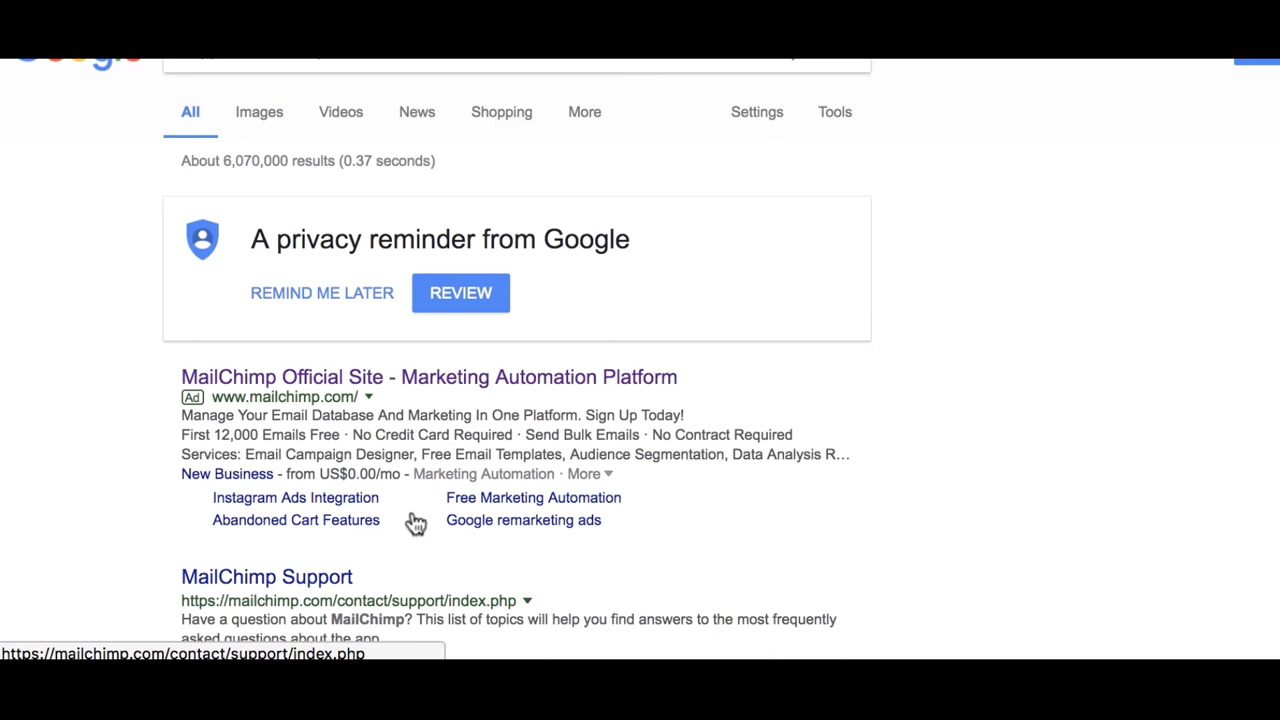 All Images Videos News Shopping More Settings Tools
About 6,070,000 results (0.37 seconds)
A privacy reminder from Google
REMIND ME LATER REVIEW
MailChimp Official Site - Marketing Automation Platform
Ad www.mailchimp.com/
Manage Your Email Database And Marketing In One Platform. Sign Up Today!
First 12,000 Emails Free · No Credit Card Required · Send Bulk Emails · No Contract Required
Services: Email Campaign Designer, Free Email Templates, Audience Segmentation, Data Analysis R...
New Business - from US$0.00/mo - Marketing Automation · More
Instagram Ads Integration Free Marketing Automation
Abandoned Cart Features Google remarketing ads
MailChimp Support
https://mailchimp.com/contact/support/index.php
Have a question about MailChimp? This list of topics will help you find answers to the most frequently
asked questions about the app
https://mailchimp.com/contact/support/index.php